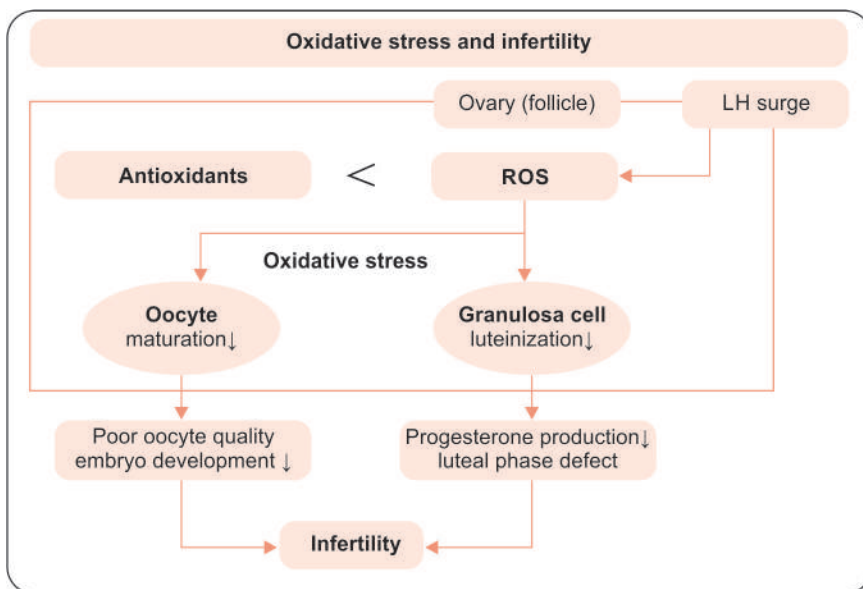 Oxidative stress and infertility
Ovary (follicle)
LH surge
Antioxidants
<
ROS
Oxidative stress
Oocyte
maturation↓
Granulosa cell
luteinization↓
Poor oocyte quality
embryo development ↓
Progesterone production↓
luteal phase defect
Infertility